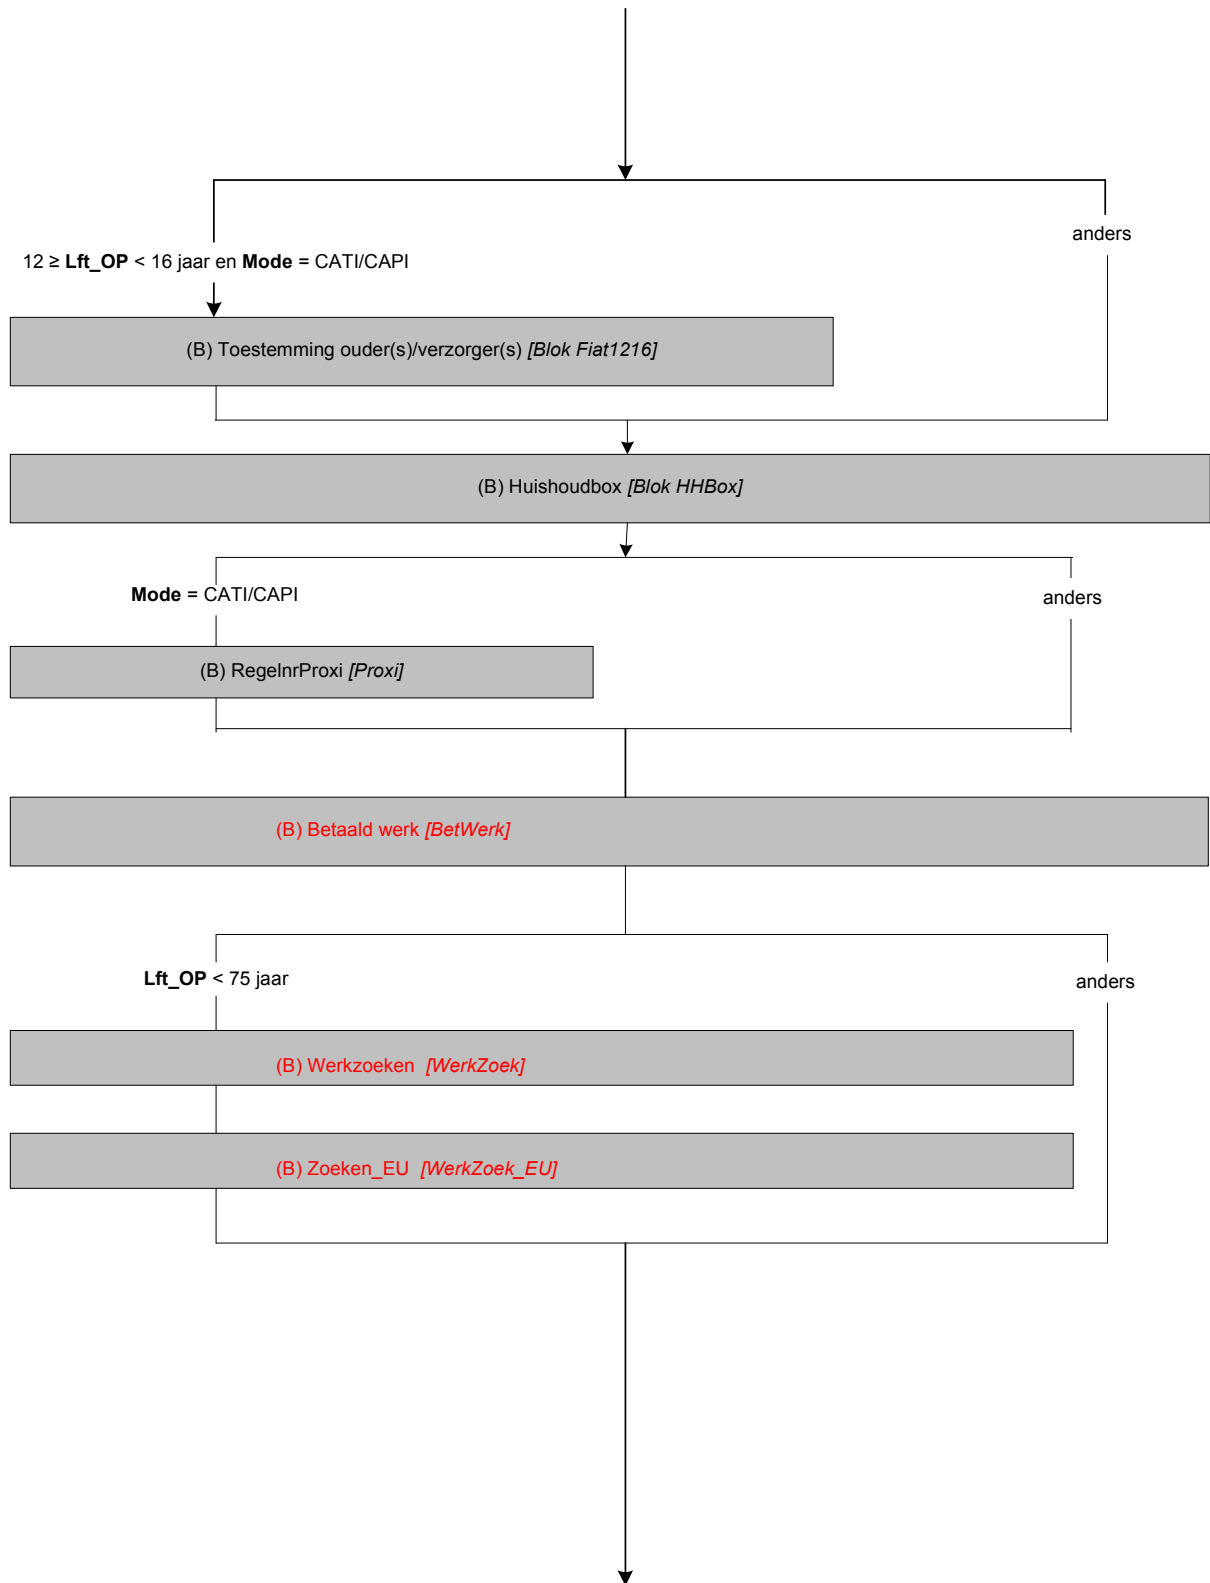 anders
12 ≥ Lft_OP < 16 jaar en Mode = CATI/CAPI
(B) Toestemming ouder(s)/verzorger(s) [Blok Fiat1216]
(B) Huishoudbox [Blok HHBox]
Mode = CATI/CAPI
anders
(B) RegelnrProxi [Proxi]
(B) Betaald werk [BetWerk]
Lft_OP < 75 jaar
anders
(B) Werkzoeken [WerkZoek]
(B) Zoeken_EU [WerkZoek_EU]